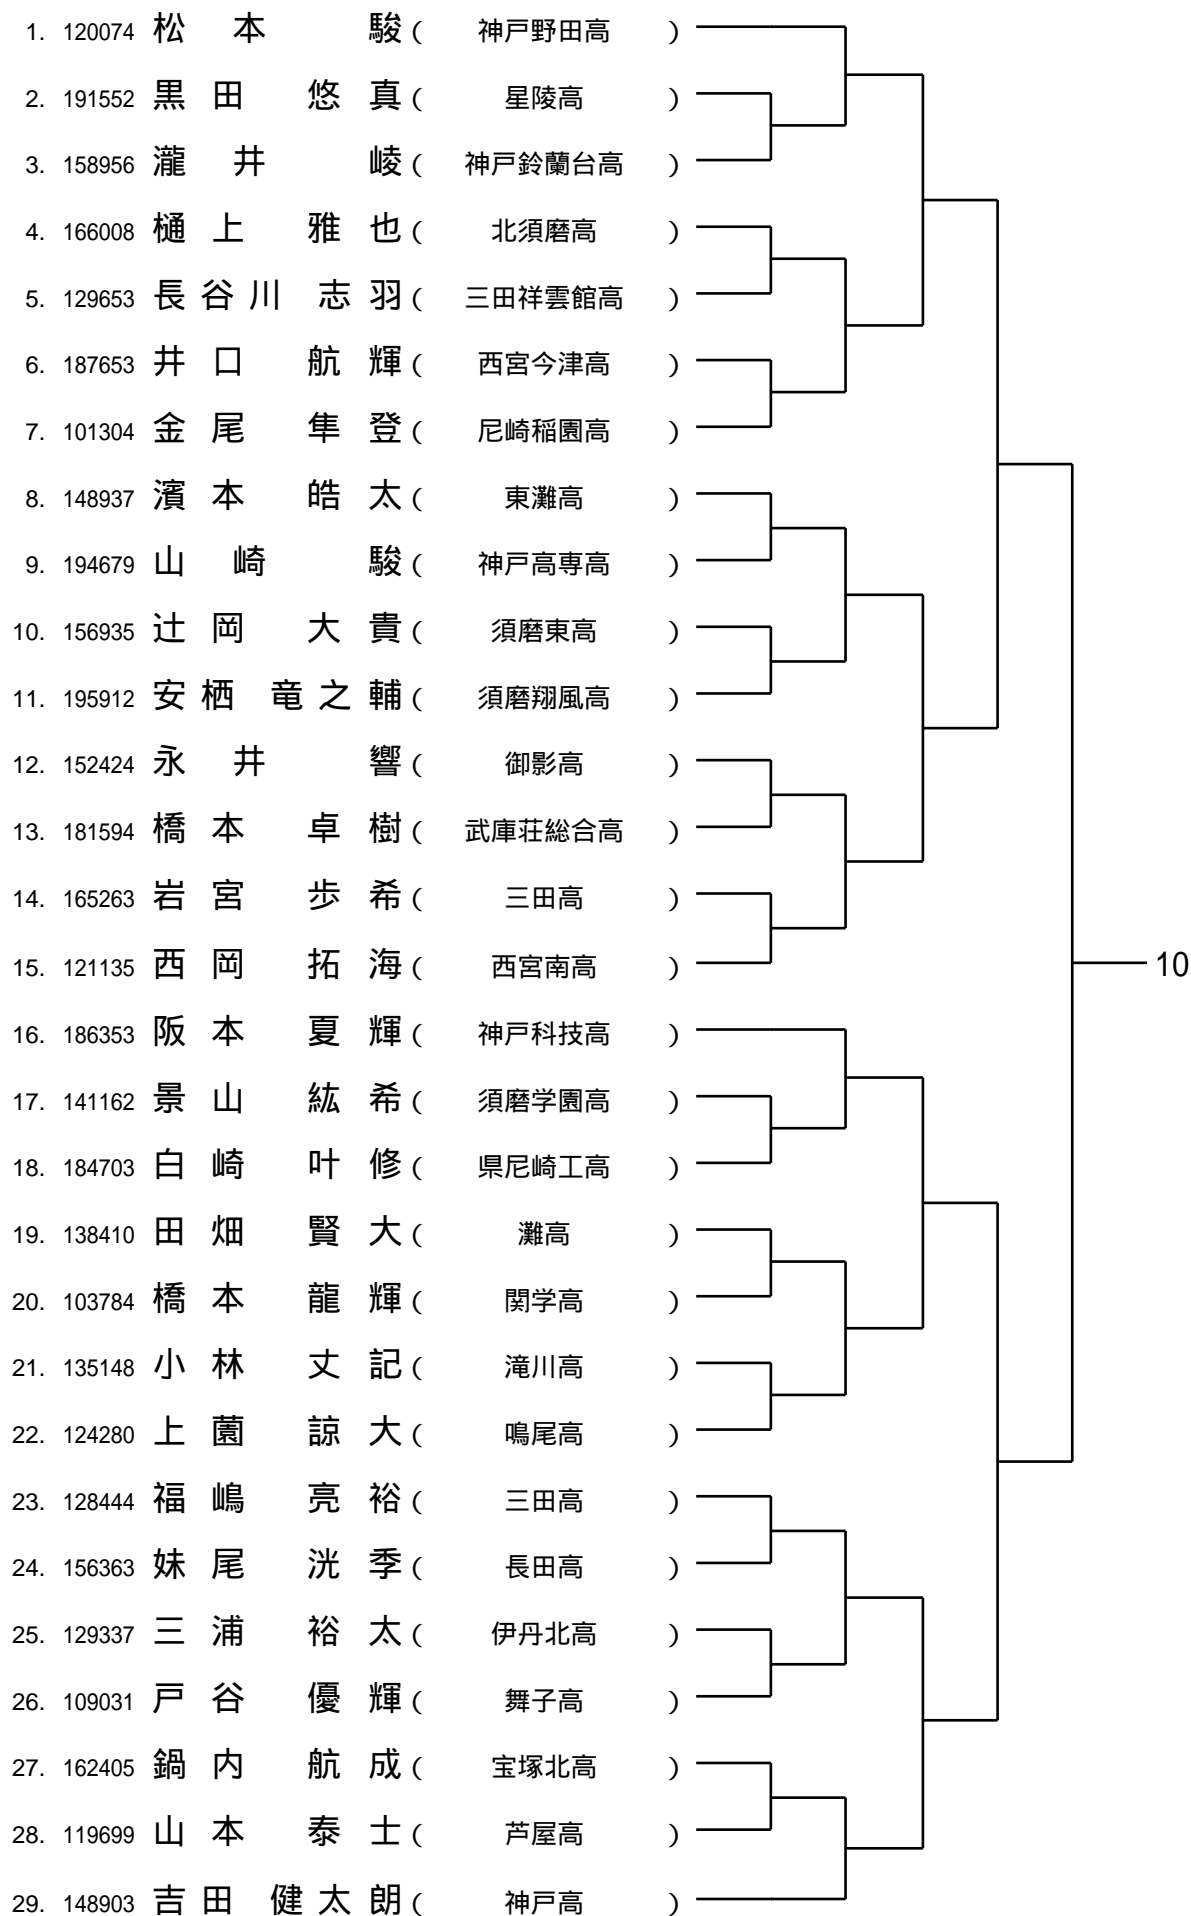 1. 120074 松本 駿 ( 神戸野田高 )
2. 191552 黒田 悠真 ( 星陵高 )
3. 158956 瀧井 崚 ( 神戸鈴蘭台高 )
4. 166008 樋上 雅也 ( 北須磨高 )
5. 129653 長谷川 志羽 ( 三田祥雲館高 )
6. 187653 井口 航輝 ( 西宮今津高 )
7. 101304 金尾 隼登 ( 尼崎稲園高 )
8. 148937 濱本 皓太 ( 東灘高 )
9. 194679 山崎 駿 ( 神戸高専高 )
10. 156935 辻岡 大貴 ( 須磨東高 )
11. 195912 安栖 竜之輔 ( 須磨翔風高 )
12. 152424 永井 響 ( 御影高 )
13. 181594 橋本 卓樹 ( 武庫荘総合高 )
14. 165263 岩宮 歩希 ( 三田高 )
15. 121135 西岡 拓海 ( 西宮南高 )
10
16. 186353 阪本 夏輝 ( 神戸科技高 )
17. 141162 景山 紘希 ( 須磨学園高 )
18. 184703 白崎 叶修 ( 県尼崎工高 )
19. 138410 田畑 賢大 ( 灘高 )
20. 103784 橋本 龍輝 ( 関学高 )
21. 135148 小林 丈記 ( 滝川高 )
22. 124280 上薗 諒大 ( 鳴尾高 )
23. 128444 福嶋 亮裕 ( 三田高 )
24. 156363 妹尾 洸季 ( 長田高 )
25. 129337 三浦 裕太 ( 伊丹北高 )
26. 109031 戸谷 優輝 ( 舞子高 )
27. 162405 鍋内 航成 ( 宝塚北高 )
28. 119699 山本 泰士 ( 芦屋高 )
29. 148903 吉田 健太朗 ( 神戸高 )